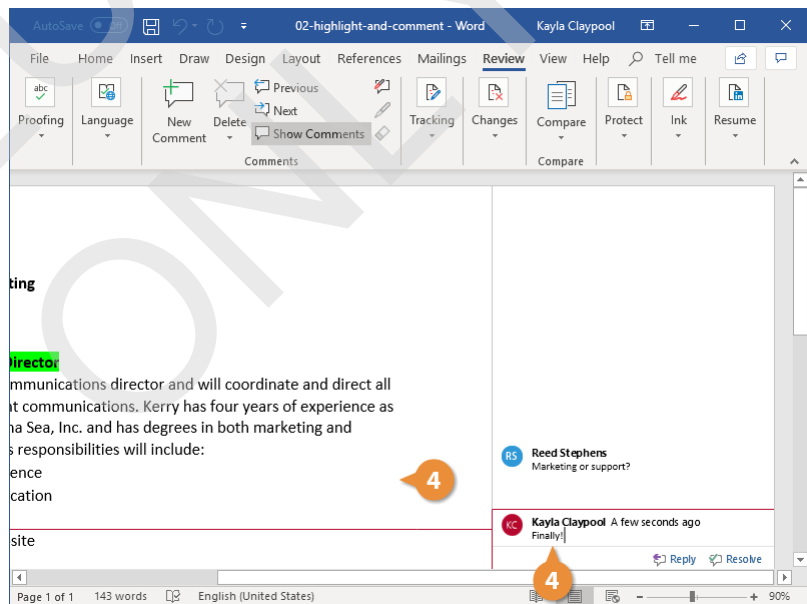 AutoSave Off 02-highlight-and-comment - Word Kayla Claypool
File Home Insert Draw Design Layout References Mailings Review View Help Tell me
abc
Proofing Language New Comment Delete Previous Next Show Comments Tracking Changes Compare Protect Ink Resume
Comments Compare
ting
Director
mmunications director and will coordinate and direct all
nt communications. Kerry has four years of experience as
na Sea, Inc. and has degrees in both marketing and
s responsibilities will include:
ence
cation
site
4
RS Reed Stephens
Marketing or support?
KC Kayla Claypool A few seconds ago
Finally!
Reply Resolve
4
Page 1 of 1 143 words English (United States) 90%